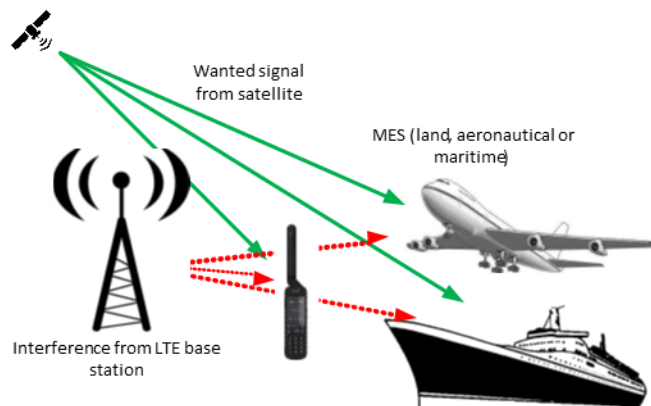 Wanted signal
from satellite
MES (land, aeronautical or
maritime)
Interference from LTE base
station